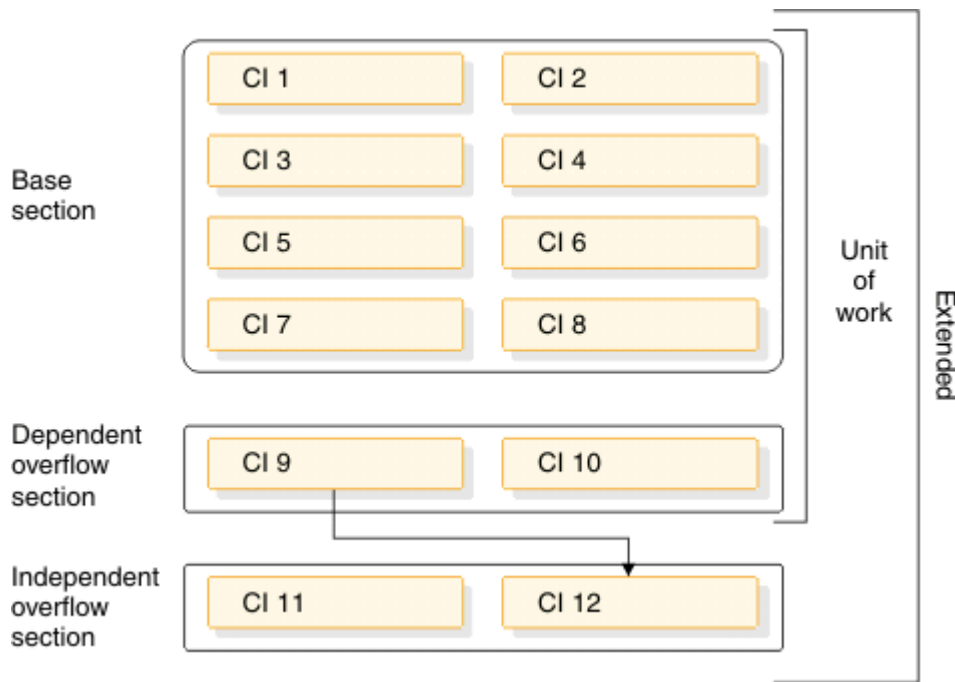 CI 1
CI 2
Base
section
CI 3
CI 4
CI 5
CI 6
CI 7
CI 8
Unit
of
work
Extended
Dependent
overflow
section
CI 9
CI 10
Independent
overflow
section
CI 11
CI 12